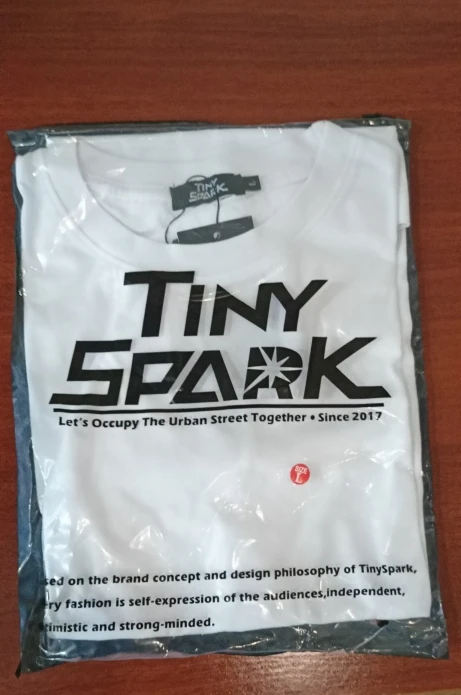 TINY
SPARK
TINY
SPARK
Let's Occupy The Urban Street Together • Since 2017
SIZE
L
sed on the brand concept and design philosophy of TinySpark,
ry fashion is self-expression of the audiences,independent,
timistic and strong-minded.